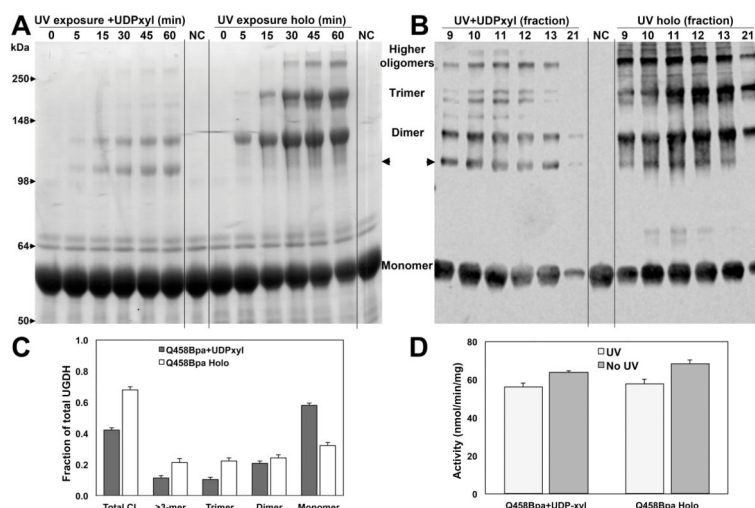 A UV exposure +UDPxyl (min) UV exposure holo (min)
kDa 0 5 15 30 45 60 NC 0 5 15 30 45 60 NC
250
148
98
64
50
B UV+UDPxyl (fraction) UV holo (fraction)
9 10 11 12 13 21 NC 9 10 11 12 13 21
Higher
oligomers
Trimer
Dimer
Monomer
C
Q458Bpa+UDPxyl
Q458Bpa Holo
Fraction of total UGDH
1.0
0.8
0.6
0.4
0.2
0.0
Total CL >3-mer Trimer Dimer Monomer
D
UV
No UV
Activity (nmol/min/mg)
80
60
40
20
0
Q458Bpa+UDP-xyl Q458Bpa Holo